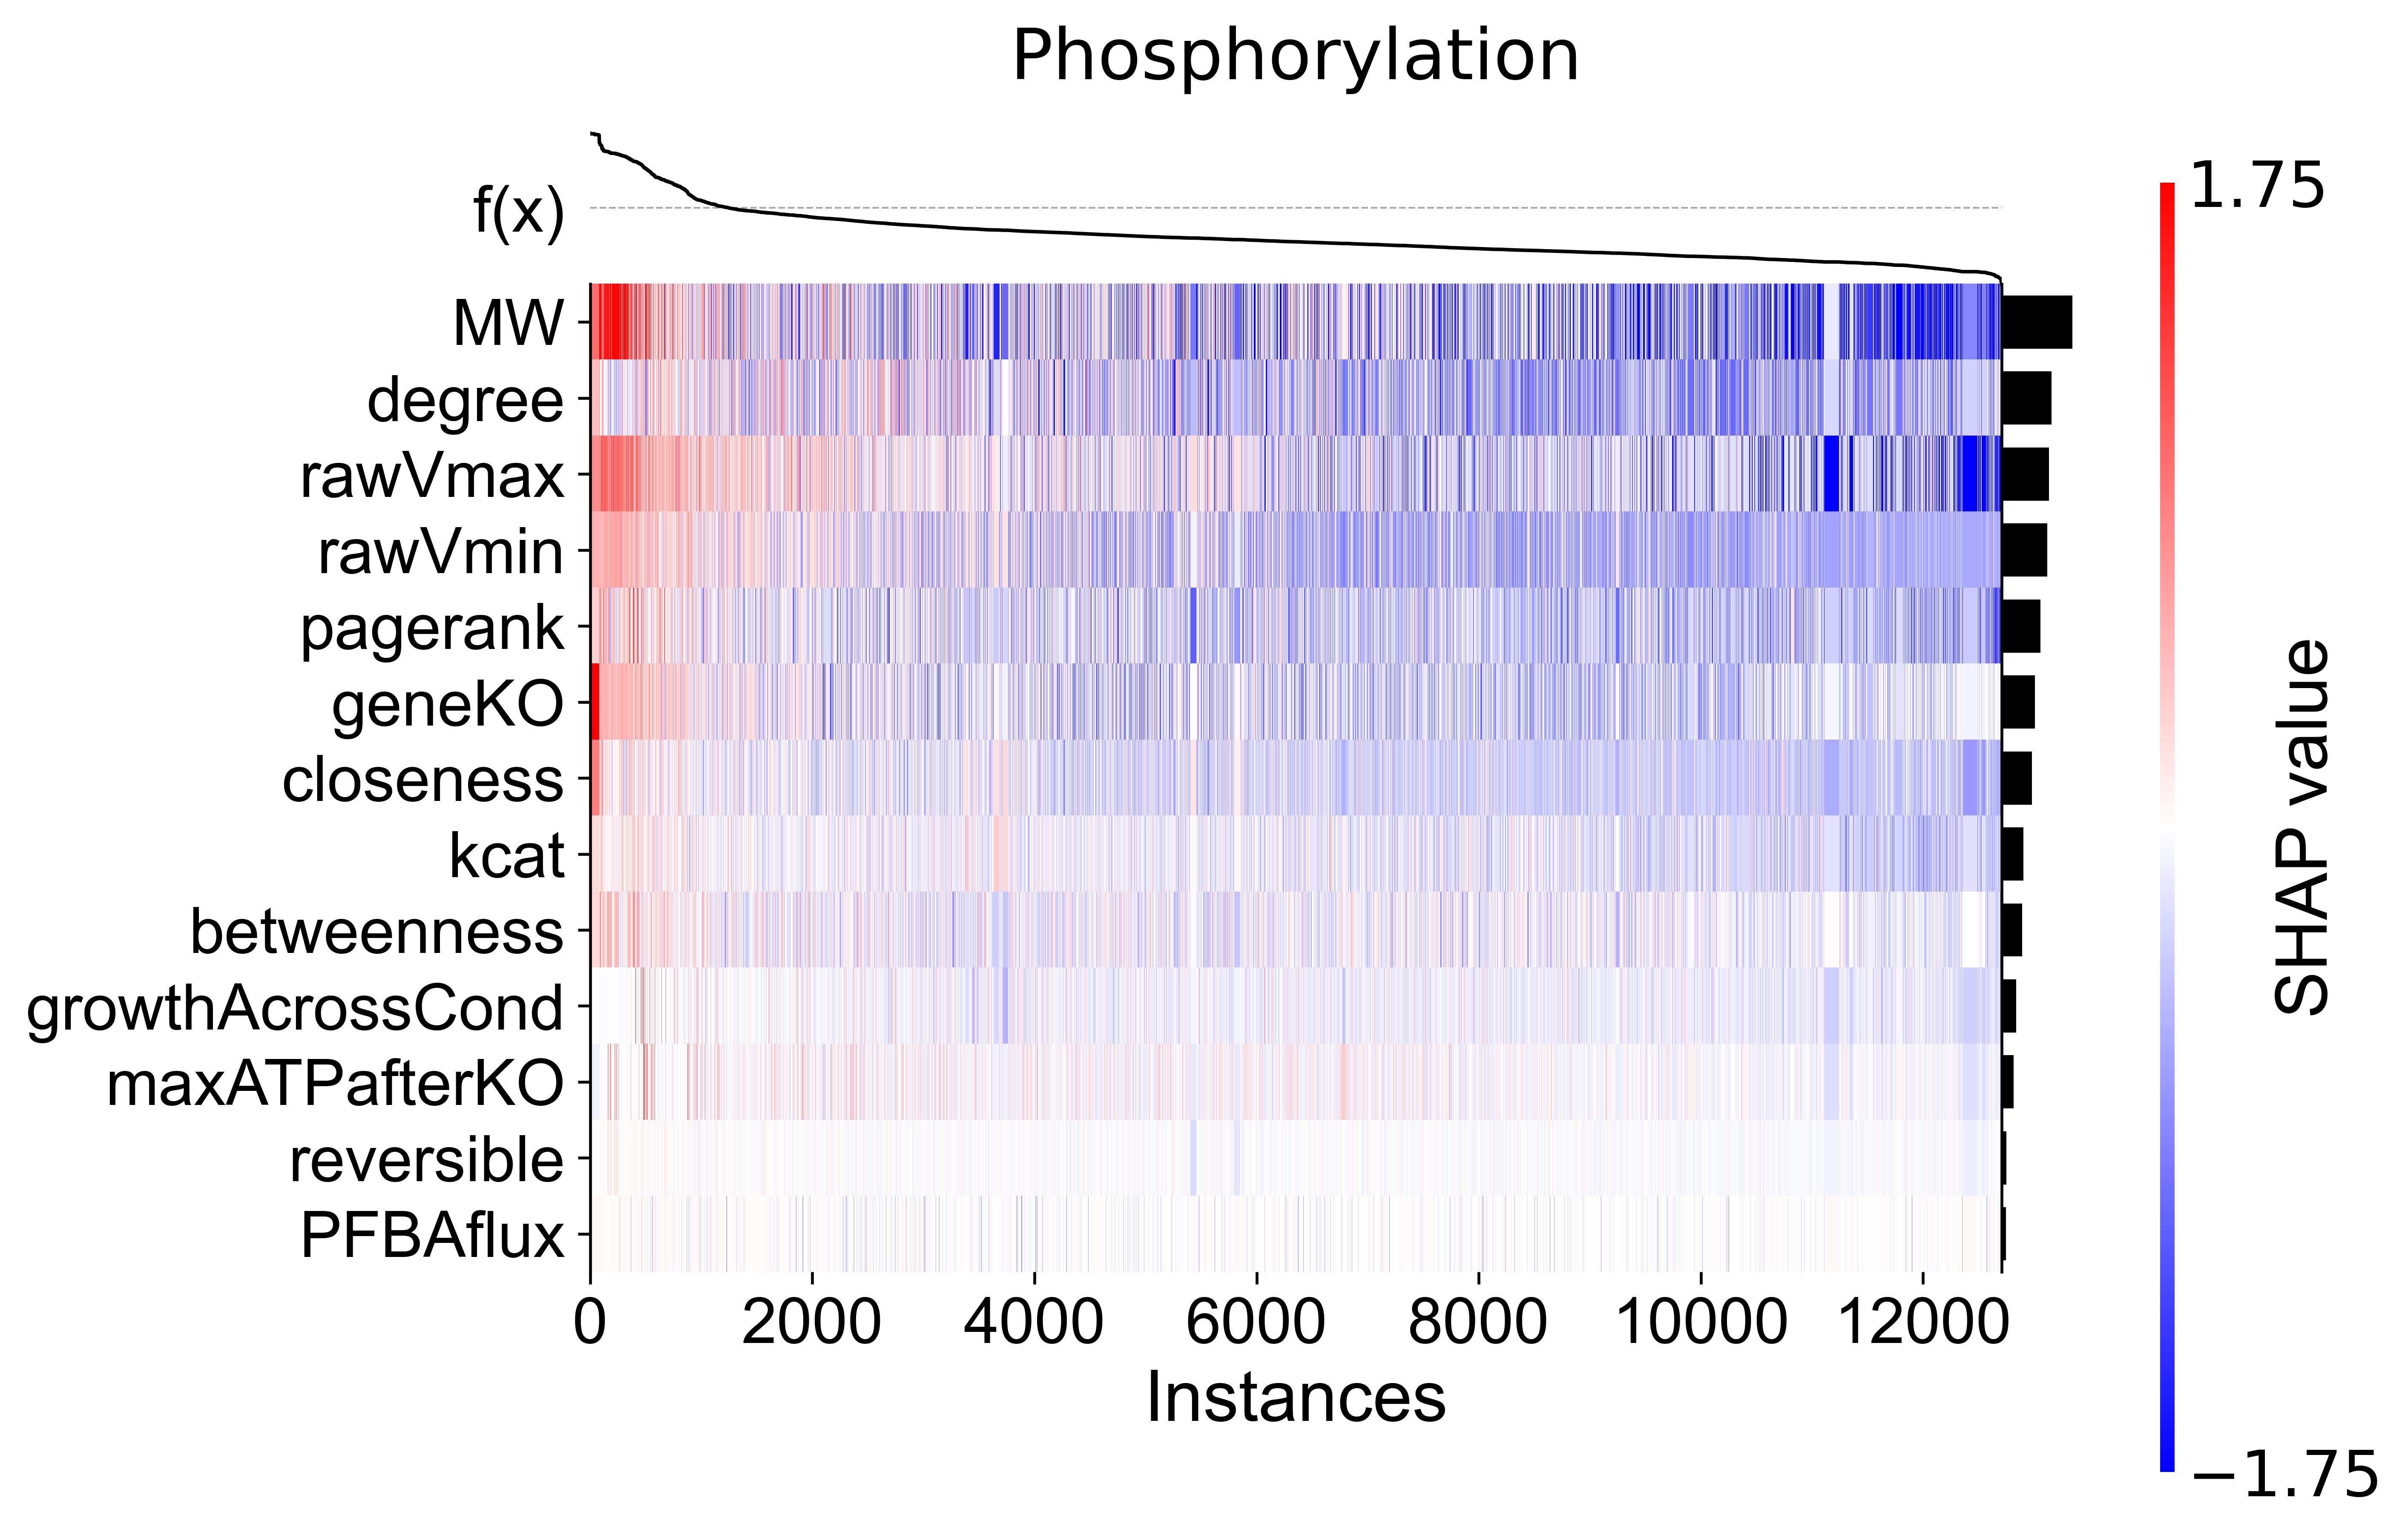 Phosphorylation
f(x)
MW
degree
rawVmax
rawVmin
pagerank
geneKO
closeness
kcat
betweenness
growthAcrossCond
maxATPafterKO
reversible
PFBAflux
0 2000 4000 6000 8000 10000 12000
Instances
1.75
SHAP value
−1.75